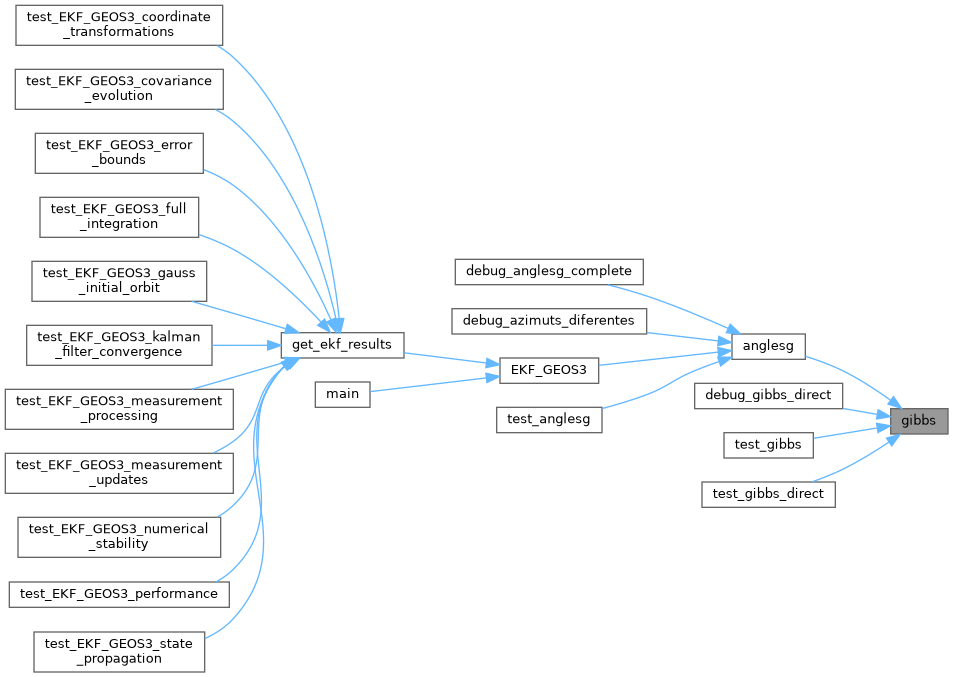 test_EKF_GEOS3_coordinate
_transformations
test_EKF_GEOS3_covariance
_evolution
test_EKF_GEOS3_error
_bounds
test_EKF_GEOS3_full
_integration
test_EKF_GEOS3_gauss
_initial_orbit
test_EKF_GEOS3_kalman
_filter_convergence
test_EKF_GEOS3_measurement
_processing
test_EKF_GEOS3_measurement
_updates
test_EKF_GEOS3_numerical
_stability
test_EKF_GEOS3_performance
test_EKF_GEOS3_state
_propagation
get_ekf_results
main
debug_anglesg_complete
debug_azimuts_diferentes
EKF_GEOS3
test_anglesg
anglesg
debug_gibbs_direct
test_gibbs
test_gibbs_direct
gibbs